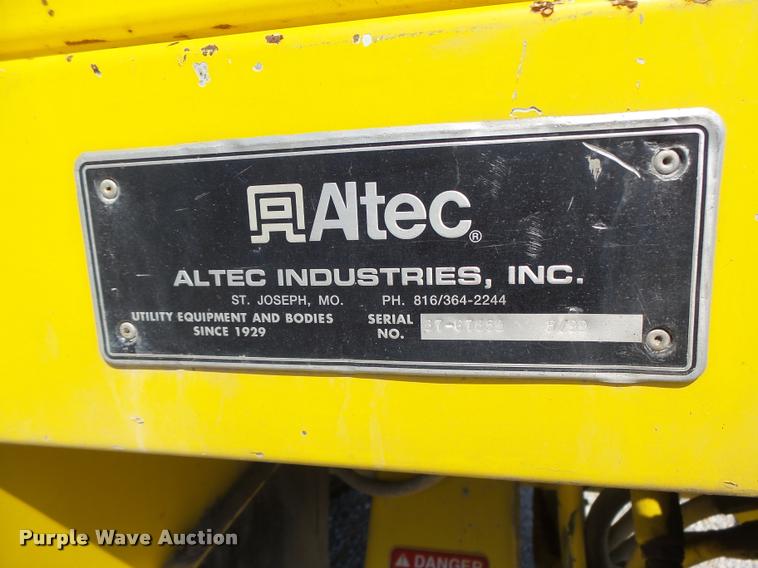 Altec®
ALTEC INDUSTRIES, INC.
ST. JOSEPH, MO. PH. 816/364-2244
UTILITY EQUIPMENT AND BODIES
SINCE 1929
SERIAL
NO.
DANGER
Purple Wave Auction®